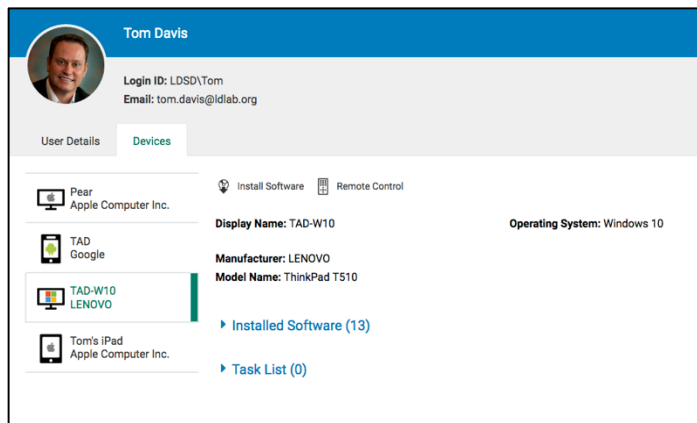 Tom Davis
Login ID: LDSD\Tom
Email: tom.davis@ldlab.org
User Details
Devices
Pear
Apple Computer Inc.
TAD
Google
TAD-W10
LENOVO
Tom's iPad
Apple Computer Inc.
Install Software
Remote Control
Display Name: TAD-W10
Operating System: Windows 10
Manufacturer: LENOVO
Model Name: ThinkPad T510
Installed Software (13)
Task List (0)